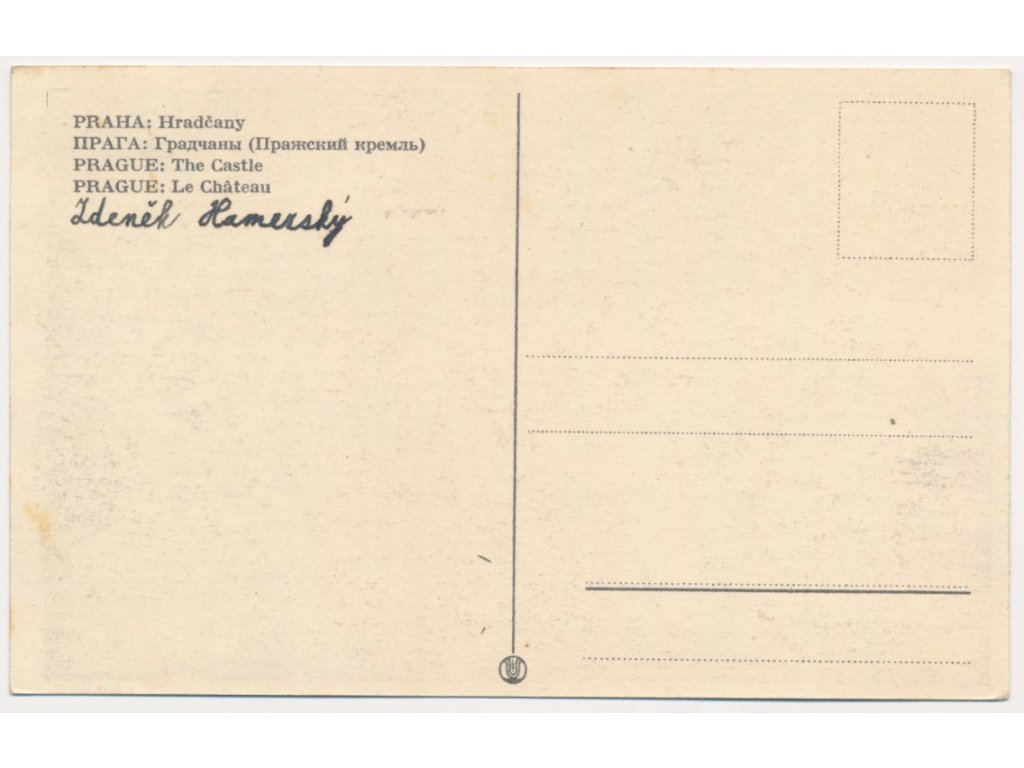 PRAHA: Hradčany
ПРАГА: Градчаны (Пражский кремль)
PRAGUE: The Castle
PRAGUE: Le Château
Zdeněk Hamerský